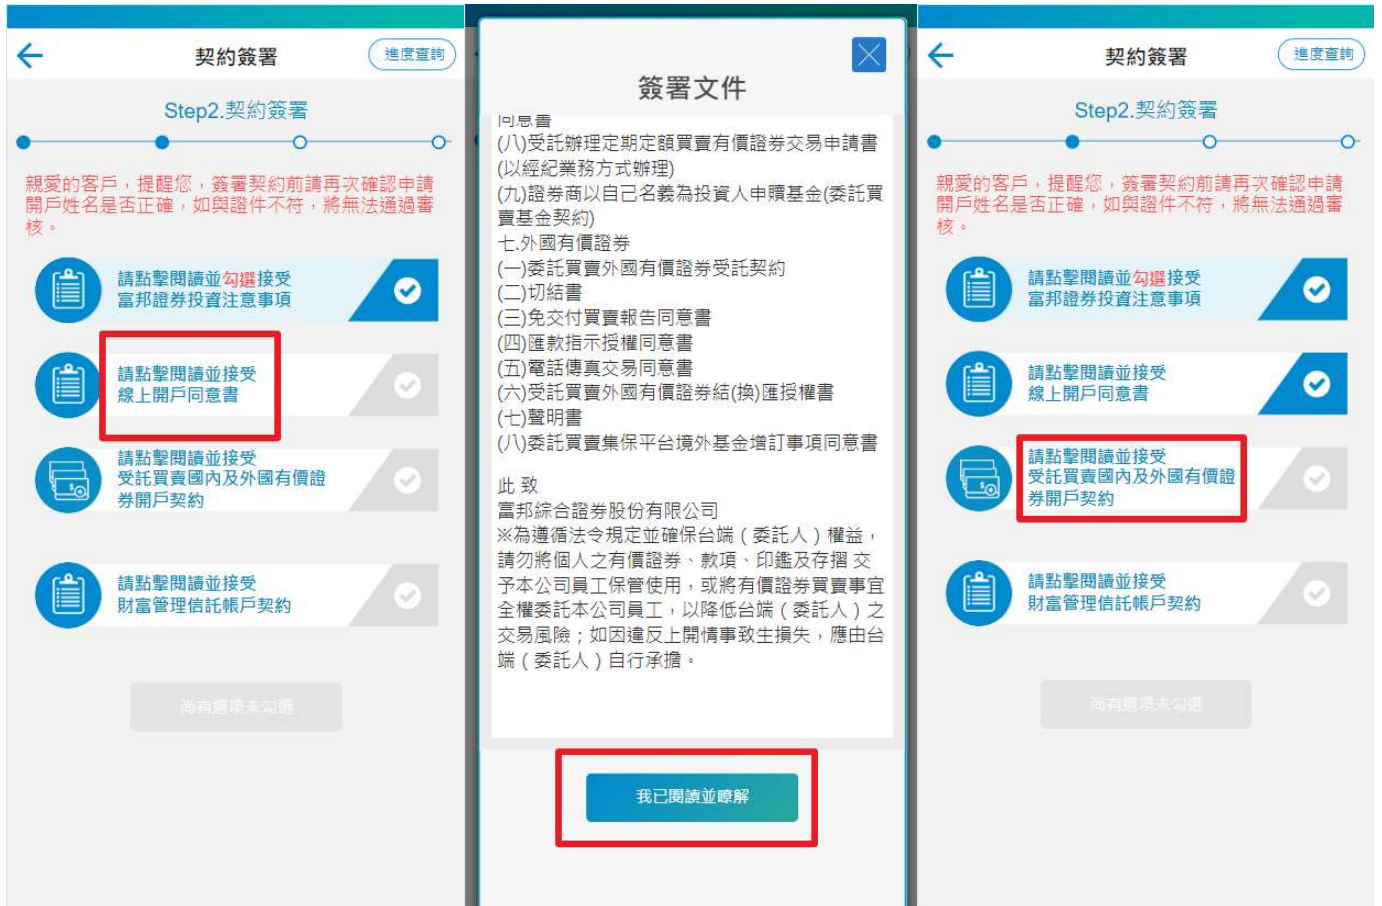 契約簽署
進度查詢
Step2.契約簽署
親愛的客戶，提醒您，簽署契約前請再次確認申請
開戶姓名是否正確，如與證件不符，將無法通過審
核。
請點擊閱讀並勾選接受
富邦證券投資注意事項
請點擊閱讀並接受
線上開戶同意書
請點擊閱讀並接受
受託買賣國內及外國有價證
券開戶契約
請點擊閱讀並接受
財富管理信託帳戶契約
尚有選項未勾選
簽署文件
同意書
(八)受託辦理定期定額買賣有價證券交易申請書
(以經紀業務方式辦理)
(九)證券商以自己名義為投資人申贖基金(委託買
賣基金契約)
七.外國有價證券
(一)委託買賣外國有價證券受託契約
(二)切結書
(三)免交付買賣報告同意書
(四)匯款指示授權同意書
(五)電話傳真交易同意書
(六)受託買賣外國有價證券結(換)匯授權書
(七)聲明書
(八)委託買賣集保平台境外基金增訂事項同意書
此 致
富邦綜合證券股份有限公司
※為遵循法令規定並確保台端（委託人）權益，
請勿將個人之有價證券、款項、印鑑及存摺 交
予本公司員工保管使用，或將有價證券買賣事宜
全權委託本公司員工，以降低台端（委託人）之
交易風險；如因違反上開情事致生損失，應由台
端（委託人）自行承擔。
我已閱讀並瞭解
契約簽署
進度查詢
Step2.契約簽署
親愛的客戶，提醒您，簽署契約前請再次確認申請
開戶姓名是否正確，如與證件不符，將無法通過審
核。
請點擊閱讀並勾選接受
富邦證券投資注意事項
請點擊閱讀並接受
線上開戶同意書
請點擊閱讀並接受
受託買賣國內及外國有價證
券開戶契約
請點擊閱讀並接受
財富管理信託帳戶契約
尚有選項未勾選